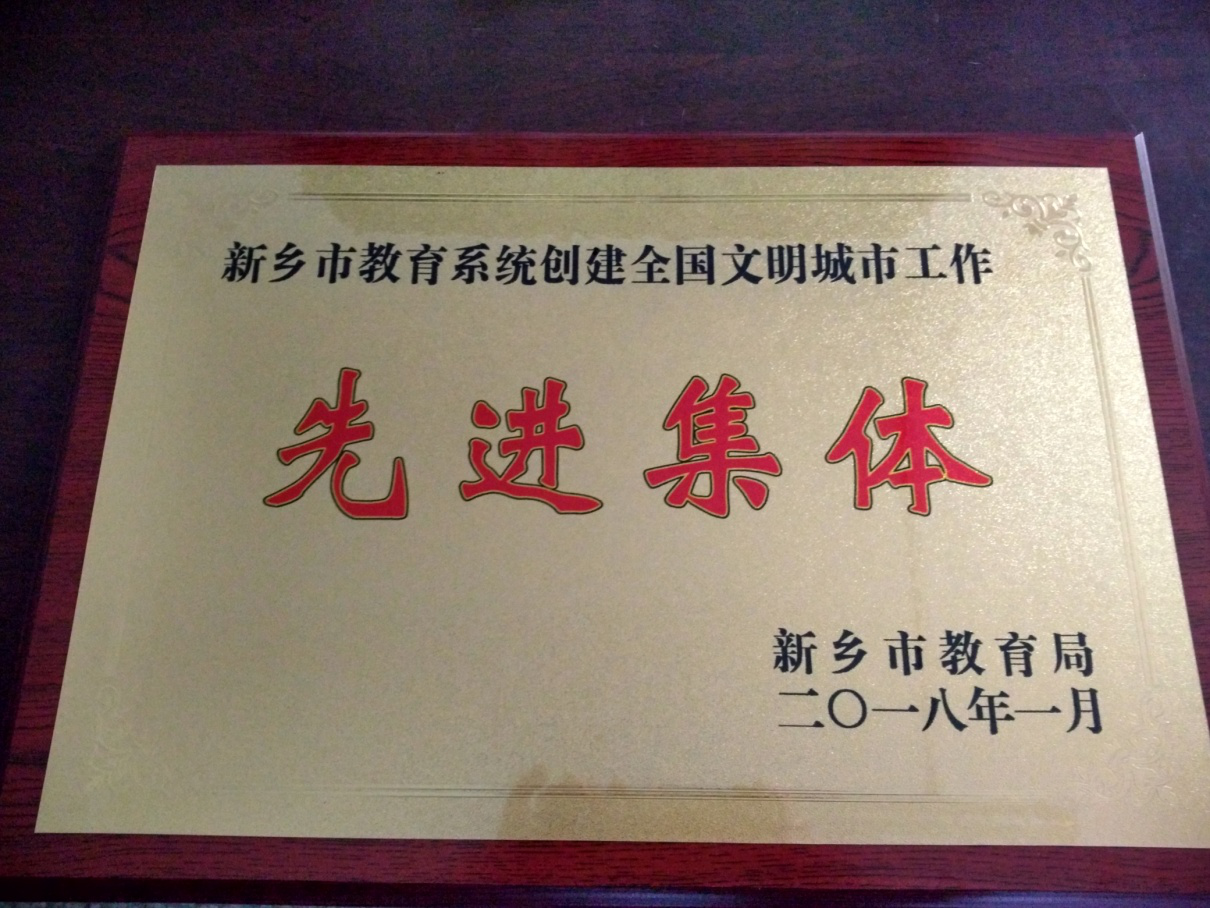 新乡市教育系统创建全国文明城市工作
先进集体
新乡市教育局
二〇一八年一月